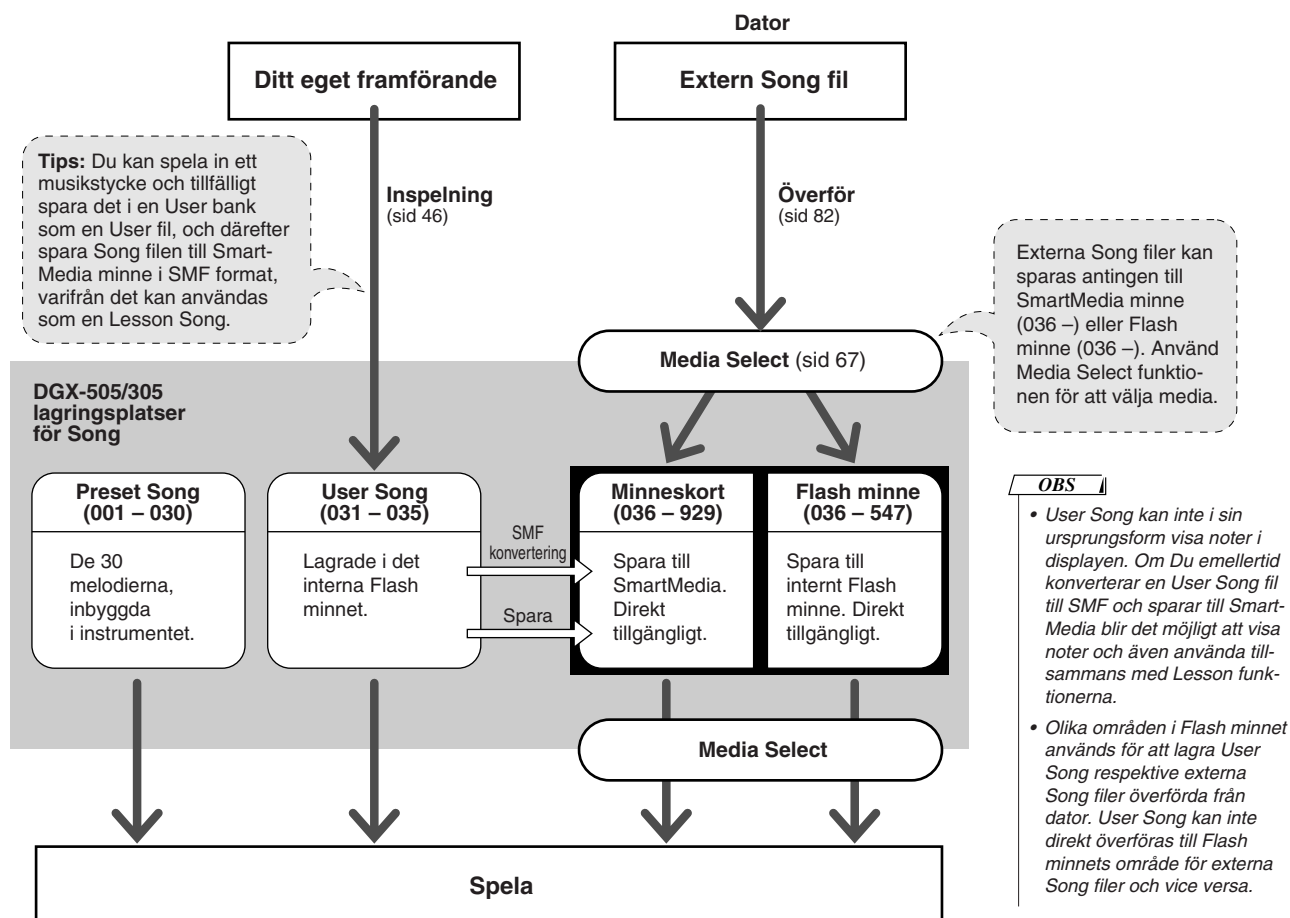 Dator
Ditt eget framförande
Extern Song fil
Tips: Du kan spela in ett
musikstycke och tillfälligt
spara det i en User bank
som en User fil, och därefter
spara Song filen till Smart-
Media minne i SMF format,
varifrån det kan användas
som en Lesson Song.
Inspelning
(sid 46)
Överför
(sid 82)
Externa Song filer kan
sparas antingen till
SmartMedia minne
(036 –) eller Flash
minne (036 –). Använd
Media Select funktio-
nen för att välja media.
Media Select (sid 67)
DGX-505/305
lagringsplatser
för Song
Preset Song
(001 – 030)
De 30
melodierna,
inbyggda
i instrumentet.
User Song
(031 – 035)
Lagrade i det
interna Flash
minnet.
SMF
konvertering
Spara
Minneskort
(036 – 929)
Spara till
SmartMedia.
Direkt
tillgängligt.
Flash minne
(036 – 547)
Spara till
internt Flash
minne. Direkt
tillgängligt.
Media Select
Spela
OBS
• User Song kan inte i sin
ursprungsform visa noter i
displayen. Om Du emellertid
konverterar en User Song fil
till SMF och sparar till Smart-
Media blir det möjligt att visa
noter och även använda till-
sammans med Lesson funk-
tionerna.
• Olika områden i Flash minnet
används för att lagra User
Song respektive externa
Song filer överförda från
dator. User Song kan inte
direkt överföras till Flash
minnets område för externa
Song filer och vice versa.